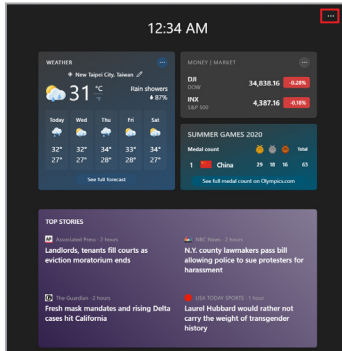 12:34 AM
WEATHER
New Taipei City, Taiwan
31 °C
Rain showers
87%
Today Wed Thu Fri Sat
32° 32° 34° 33° 34°
27° 27° 28° 28° 27°
See full forecast
MONEY | MARKET
DJI
DOW
34,838.16 -0.28%
INX
S&P 500
4,387.16 -0.18%
SUMMER GAMES 2020
Medal count Total
1 China 29 18 16 63
See full medal count on Olympics.com
TOP STORIES
Associated Press · 2 hours
Landlords, tenants fill courts as
eviction moratorium ends
NBC News · 2 hours
N.Y. county lawmakers pass bill
allowing police to sue protesters for
harassment
The Guardian · 2 hours
Fresh mask mandates and rising Delta
cases hit California
USA TODAY SPORTS · 1 hour
Laurel Hubbard would rather not
carry the weight of transgender
history